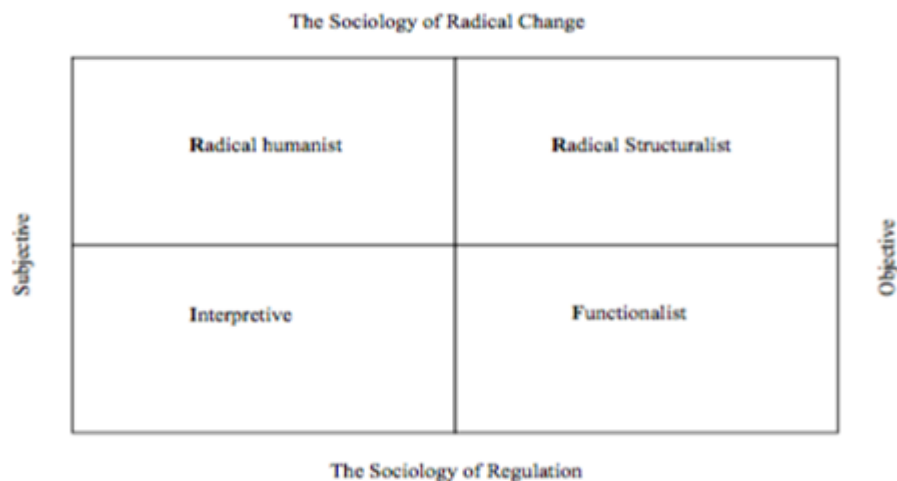 The Sociology of Radical Change
Radical humanist
Radical Structuralist
Subjective
Objective
Interpretive
Functionalist
The Sociology of Regulation